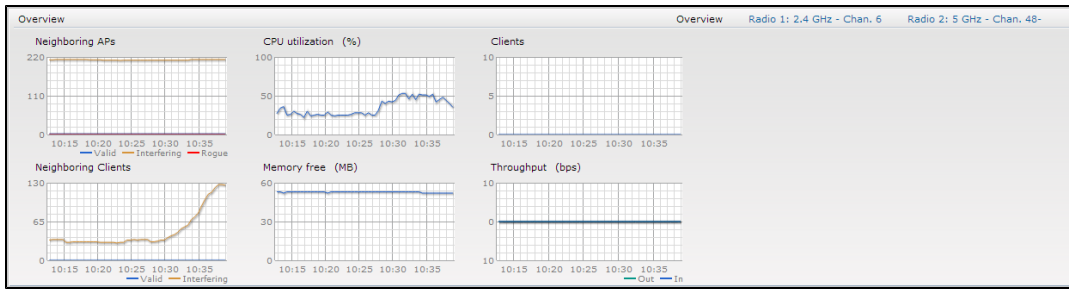 Overview Overview Radio 1: 2.4 GHz - Chan. 6 Radio 2: 5 GHz - Chan. 48-
Neighboring APs CPU utilization (%) Clients
220 100 10
110 50 5
0 0 0
10:15 10:20 10:25 10:30 10:35 10:15 10:20 10:25 10:30 10:35 10:15 10:20 10:25 10:30 10:35
Valid Interfering Rogue
Neighboring Clients Memory free (MB) Throughput (bps)
130 60 10
65 30 0
0 0 10
10:15 10:20 10:25 10:30 10:35 10:15 10:20 10:25 10:30 10:35 10:15 10:20 10:25 10:30 10:35
Valid Interfering Out In